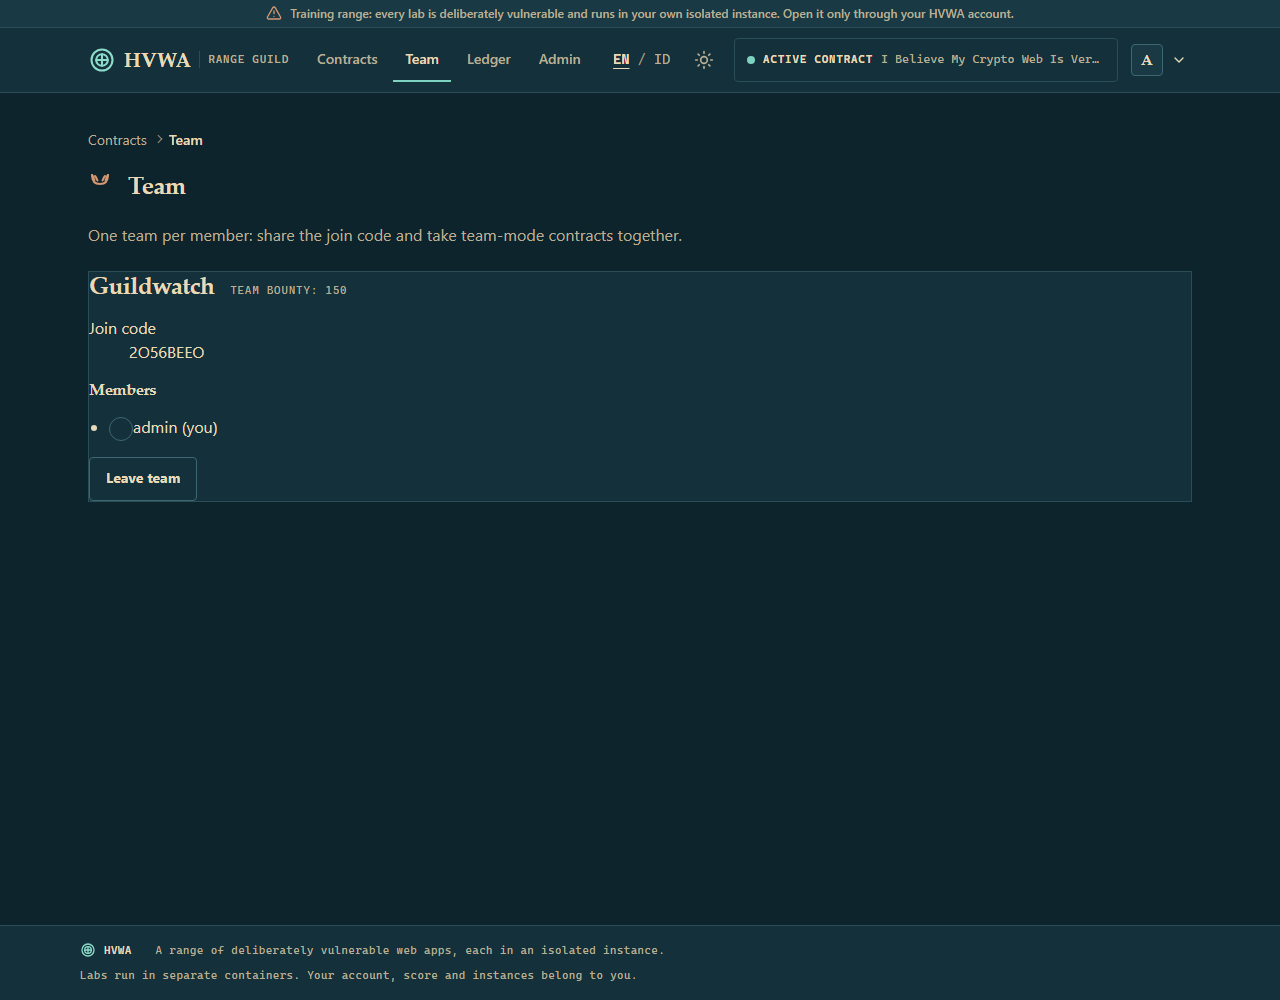 Training range: every lab is deliberately vulnerable and runs in your own isolated instance. Open it only through your HVWA account.
HVWA RANGE GUILD Contracts Team Ledger Admin EN / ID ACTIVE CONTRACT I Believe My Crypto Web Is Ver… A
Contracts > Team
Team
One team per member: share the join code and take team-mode contracts together.
Guildwatch TEAM BOUNTY: 150
Join code
2O56BEEO
Members
admin (you)
Leave team
HVWA A range of deliberately vulnerable web apps, each in an isolated instance.
Labs run in separate containers. Your account, score and instances belong to you.